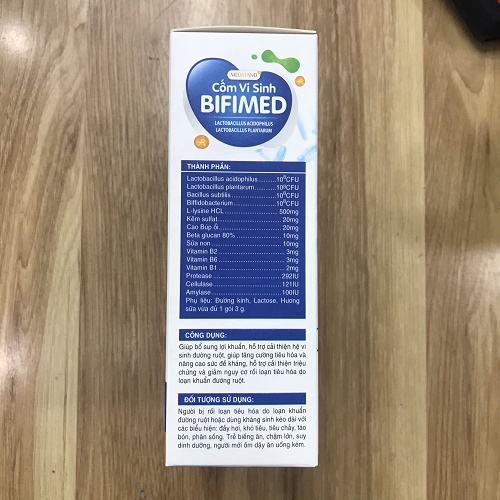 MEDISTAND
Cốm Vi Sinh
BIFIMED
LACTOBACILLUS ACIDOPHILUS
LACTOBACILLUS PLANTARUM
THÀNH PHẦN:
Lactobacillus acidophilus .........10⁸CFU
Lactobacillus plantarum..........10⁸CFU
Bacillus subtilis .......................10⁸CFU
Biffidobacterium .....................10⁸CFU
L-lysine HCL ..........................500mg
Kẽm sulfat................................20mg
Cao Búp ổi................................20mg
Beta glucan 80% ......................10mg
Sữa non ....................................10mg
Vitamin B2 .................................3mg
Vitamin B6 .................................3mg
Vitamin B1 .................................2mg
Protease ..................................292IU
Cellulase .................................121IU
Amylase ..................................100IU
Phụ liệu: Đường kính, Lactose, Hương
sữa vừa đủ 1 gói 3 g.
CÔNG DỤNG:
Giúp bổ sung lợi khuẩn, hỗ trợ cải thiện hệ vi
sinh đường ruột, giúp tăng cường tiêu hóa và
nâng cao sức đề kháng, hỗ trợ cải thiện triệu
chứng và giảm nguy cơ rối loạn tiêu hóa do
loạn khuẩn đường ruột.
ĐỐI TƯỢNG SỬ DỤNG:
Người bị rối loạn tiêu hóa do loạn khuẩn
đường ruột hoặc dùng kháng sinh kéo dài với
các biểu hiện: đầy hơi, khó tiêu, tiêu chảy, táo
bón, phân sống. Trẻ biếng ăn, chậm lớn, suy
dinh dưỡng, người mới ốm dậy ăn uống kém.